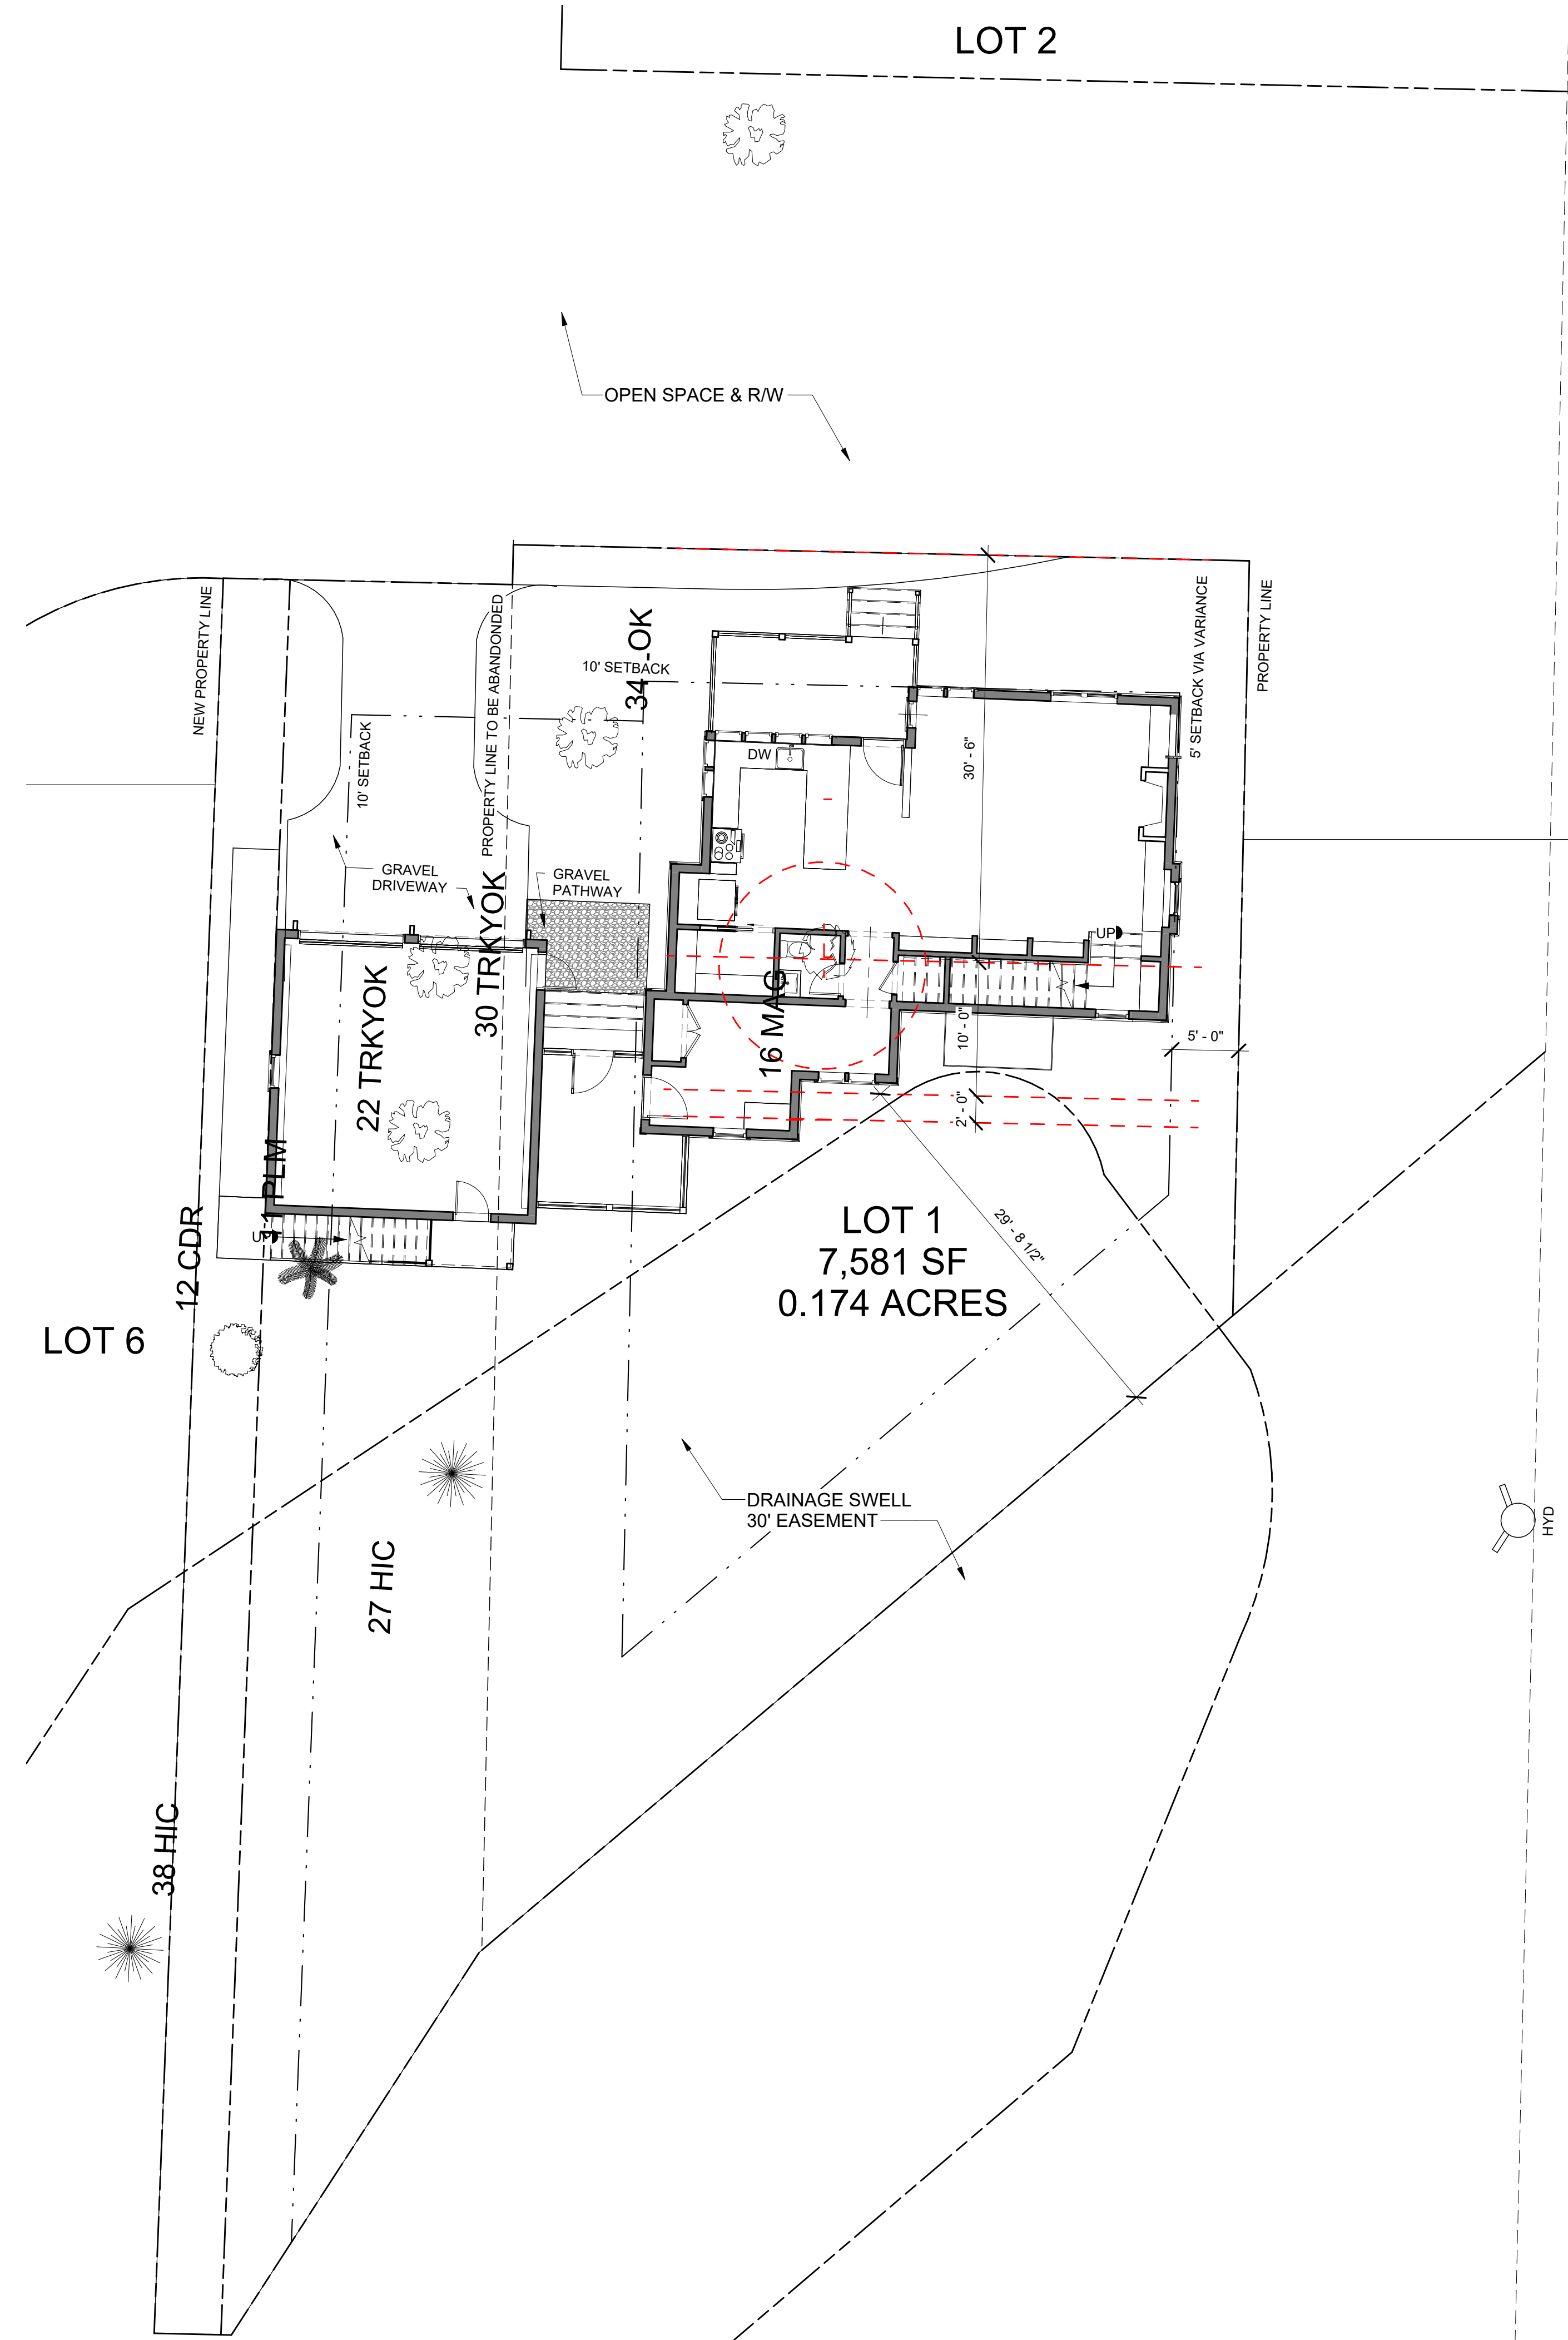 LOT 2
OPEN SPACE & R/W
NEW PROPERTY LINE
PROPERTY LINE TO BE ABANDONDED
34 -OK
10' SETBACK
10' SETBACK
5' SETBACK VIA VARIANCE
PROPERTY LINE
DW
30' - 6"
GRAVEL
DRIVEWAY
GRAVEL
PATHWAY
30 TRKYOK
22 TRKYOK
16 MAG
UP
10' - 0"
5' - 0"
2' - 0"
11 PLM
12 CDR
UP
LOT 1
7,581 SF
0.174 ACRES
29' - 8 1/2"
LOT 6
DRAINAGE SWELL
30' EASEMENT
HYD
27 HIC
38 HIC